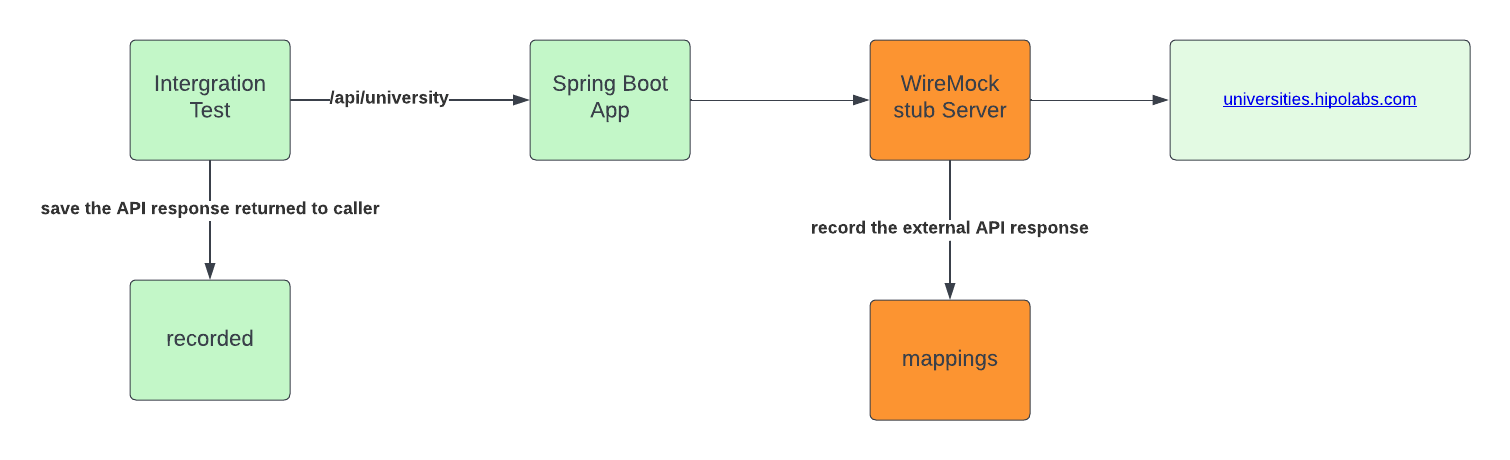 Intergration
Test
/api/university
Spring Boot
App
WireMock
stub Server
universities.hipolabs.com
save the API response returned to caller
record the external API response
recorded
mappings